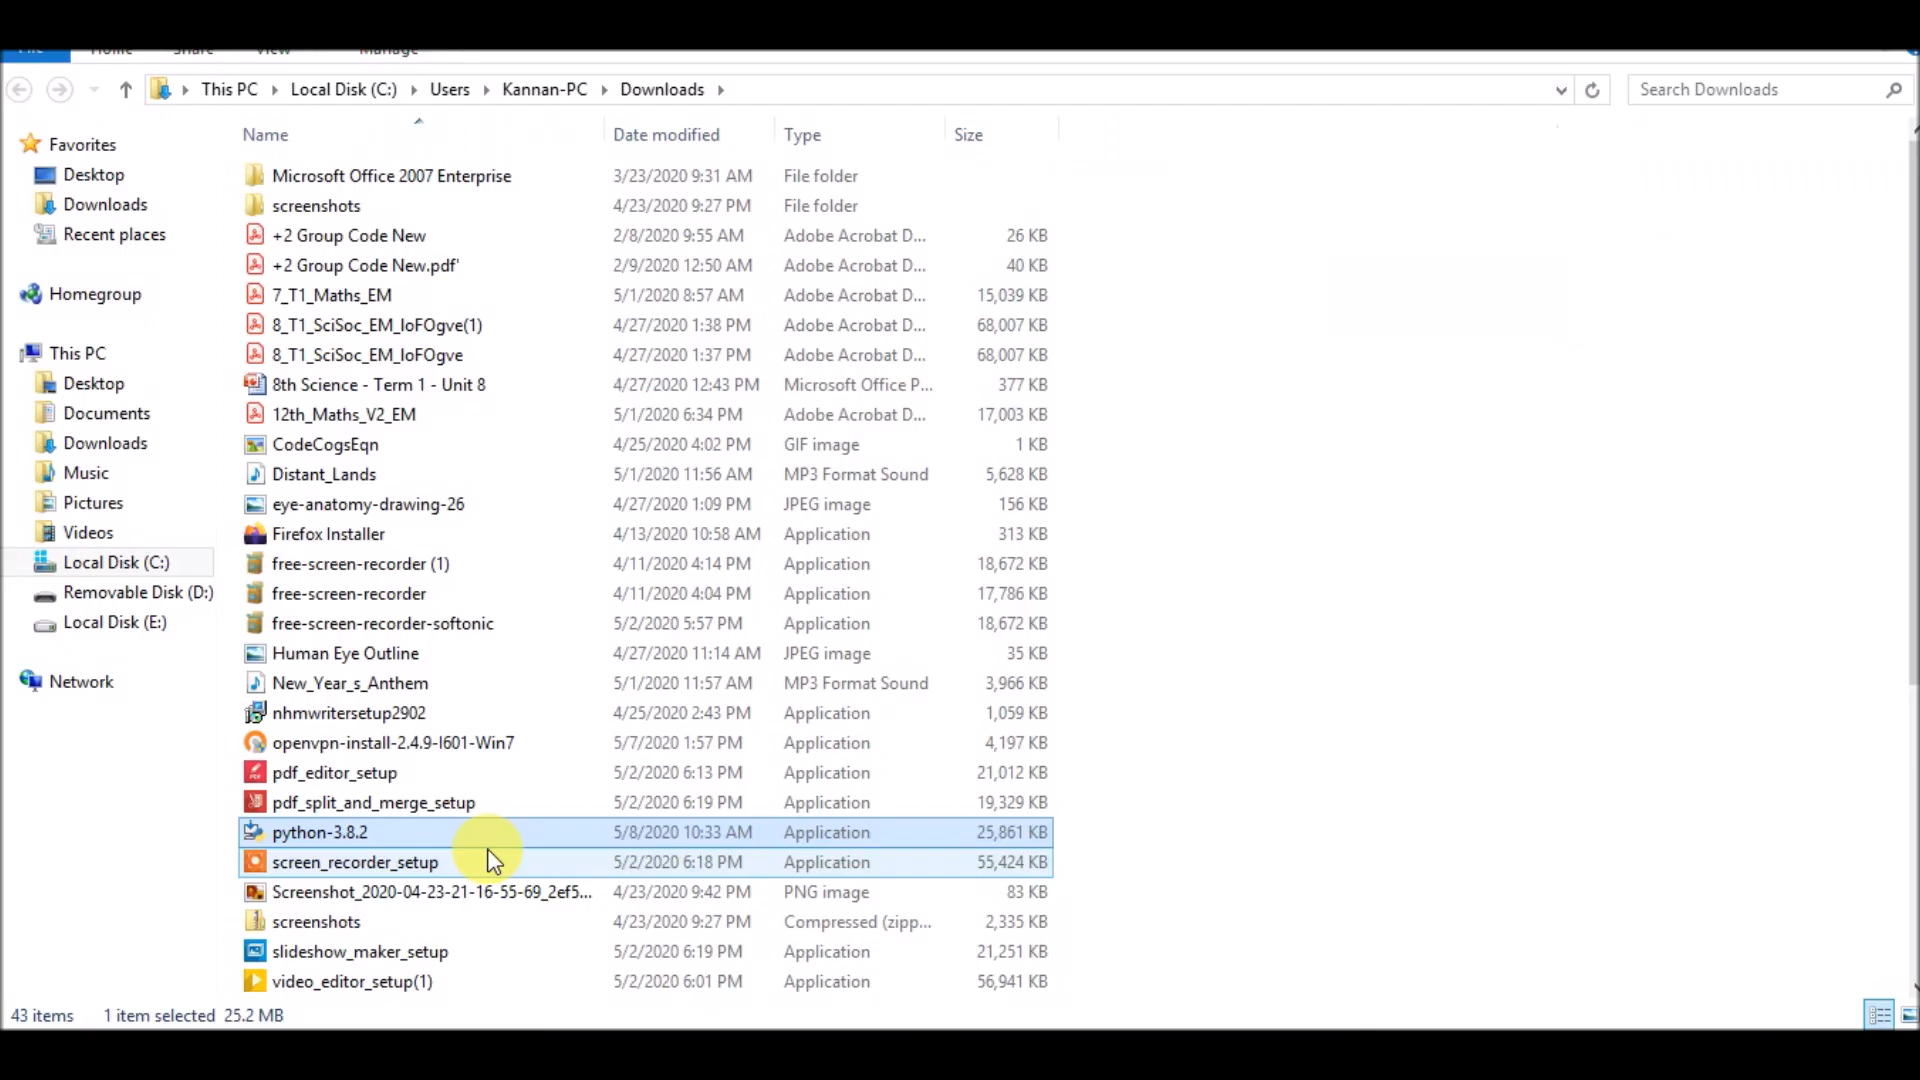 File Home Share View Manage
This PC Local Disk (C:) Users Kannan-PC Downloads Search Downloads
Name Date modified Type Size
Favorites
Desktop
Downloads
Recent places
Homegroup
This PC
Desktop
Documents
Downloads
Music
Pictures
Videos
Local Disk (C:)
Removable Disk (D:)
Local Disk (E:)
Network
Microsoft Office 2007 Enterprise 3/23/2020 9:31 AM File folder
screenshots 4/23/2020 9:27 PM File folder
+2 Group Code New 2/8/2020 9:55 AM Adobe Acrobat D... 26 KB
+2 Group Code New.pdf' 2/9/2020 12:50 AM Adobe Acrobat D... 40 KB
7_T1_Maths_EM 5/1/2020 8:57 AM Adobe Acrobat D... 15,039 KB
8_T1_SciSoc_EM_IoFOgve(1) 4/27/2020 1:38 PM Adobe Acrobat D... 68,007 KB
8_T1_SciSoc_EM_IoFOgve 4/27/2020 1:37 PM Adobe Acrobat D... 68,007 KB
8th Science - Term 1 - Unit 8 4/27/2020 12:43 PM Microsoft Office P... 377 KB
12th_Maths_V2_EM 5/1/2020 6:34 PM Adobe Acrobat D... 17,003 KB
CodeCogsEqn 4/25/2020 4:02 PM GIF image 1 KB
Distant_Lands 5/1/2020 11:56 AM MP3 Format Sound 5,628 KB
eye-anatomy-drawing-26 4/27/2020 1:09 PM JPEG image 156 KB
Firefox Installer 4/13/2020 10:58 AM Application 313 KB
free-screen-recorder (1) 4/11/2020 4:14 PM Application 18,672 KB
free-screen-recorder 4/11/2020 4:04 PM Application 17,786 KB
free-screen-recorder-softonic 5/2/2020 5:57 PM Application 18,672 KB
Human Eye Outline 4/27/2020 11:14 AM JPEG image 35 KB
New_Year_s_Anthem 5/1/2020 11:57 AM MP3 Format Sound 3,966 KB
nhmwritersetup2902 4/25/2020 2:43 PM Application 1,059 KB
openvpn-install-2.4.9-I601-Win7 5/7/2020 1:57 PM Application 4,197 KB
pdf_editor_setup 5/2/2020 6:13 PM Application 21,012 KB
pdf_split_and_merge_setup 5/2/2020 6:19 PM Application 19,329 KB
python-3.8.2 5/8/2020 10:33 AM Application 25,861 KB
screen_recorder_setup 5/2/2020 6:18 PM Application 55,424 KB
Screenshot_2020-04-23-21-16-55-69_2ef5... 4/23/2020 9:42 PM PNG image 83 KB
screenshots 4/23/2020 9:27 PM Compressed (zipp... 2,335 KB
slideshow_maker_setup 5/2/2020 6:19 PM Application 21,251 KB
video_editor_setup(1) 5/2/2020 6:01 PM Application 56,941 KB
43 items 1 item selected 25.2 MB